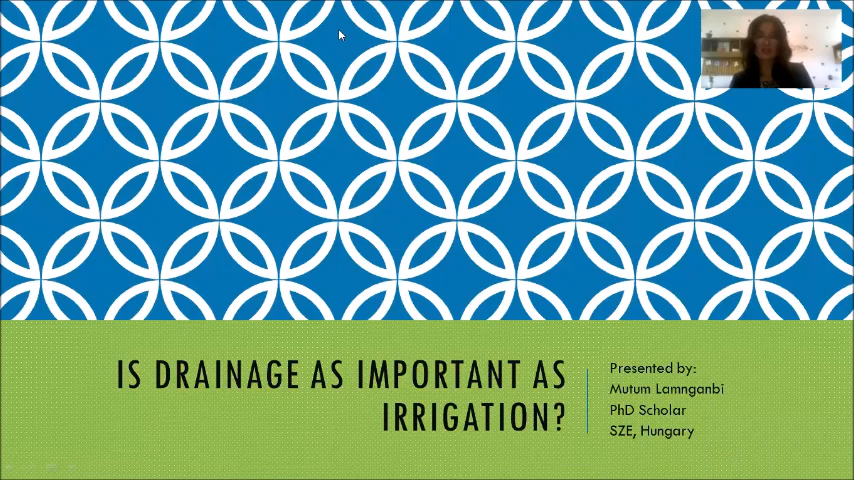 IS DRAINAGE AS IMPORTANT AS
IRRIGATION?
Presented by:
Mutum Lamnganbi
PhD Scholar
SZE, Hungary